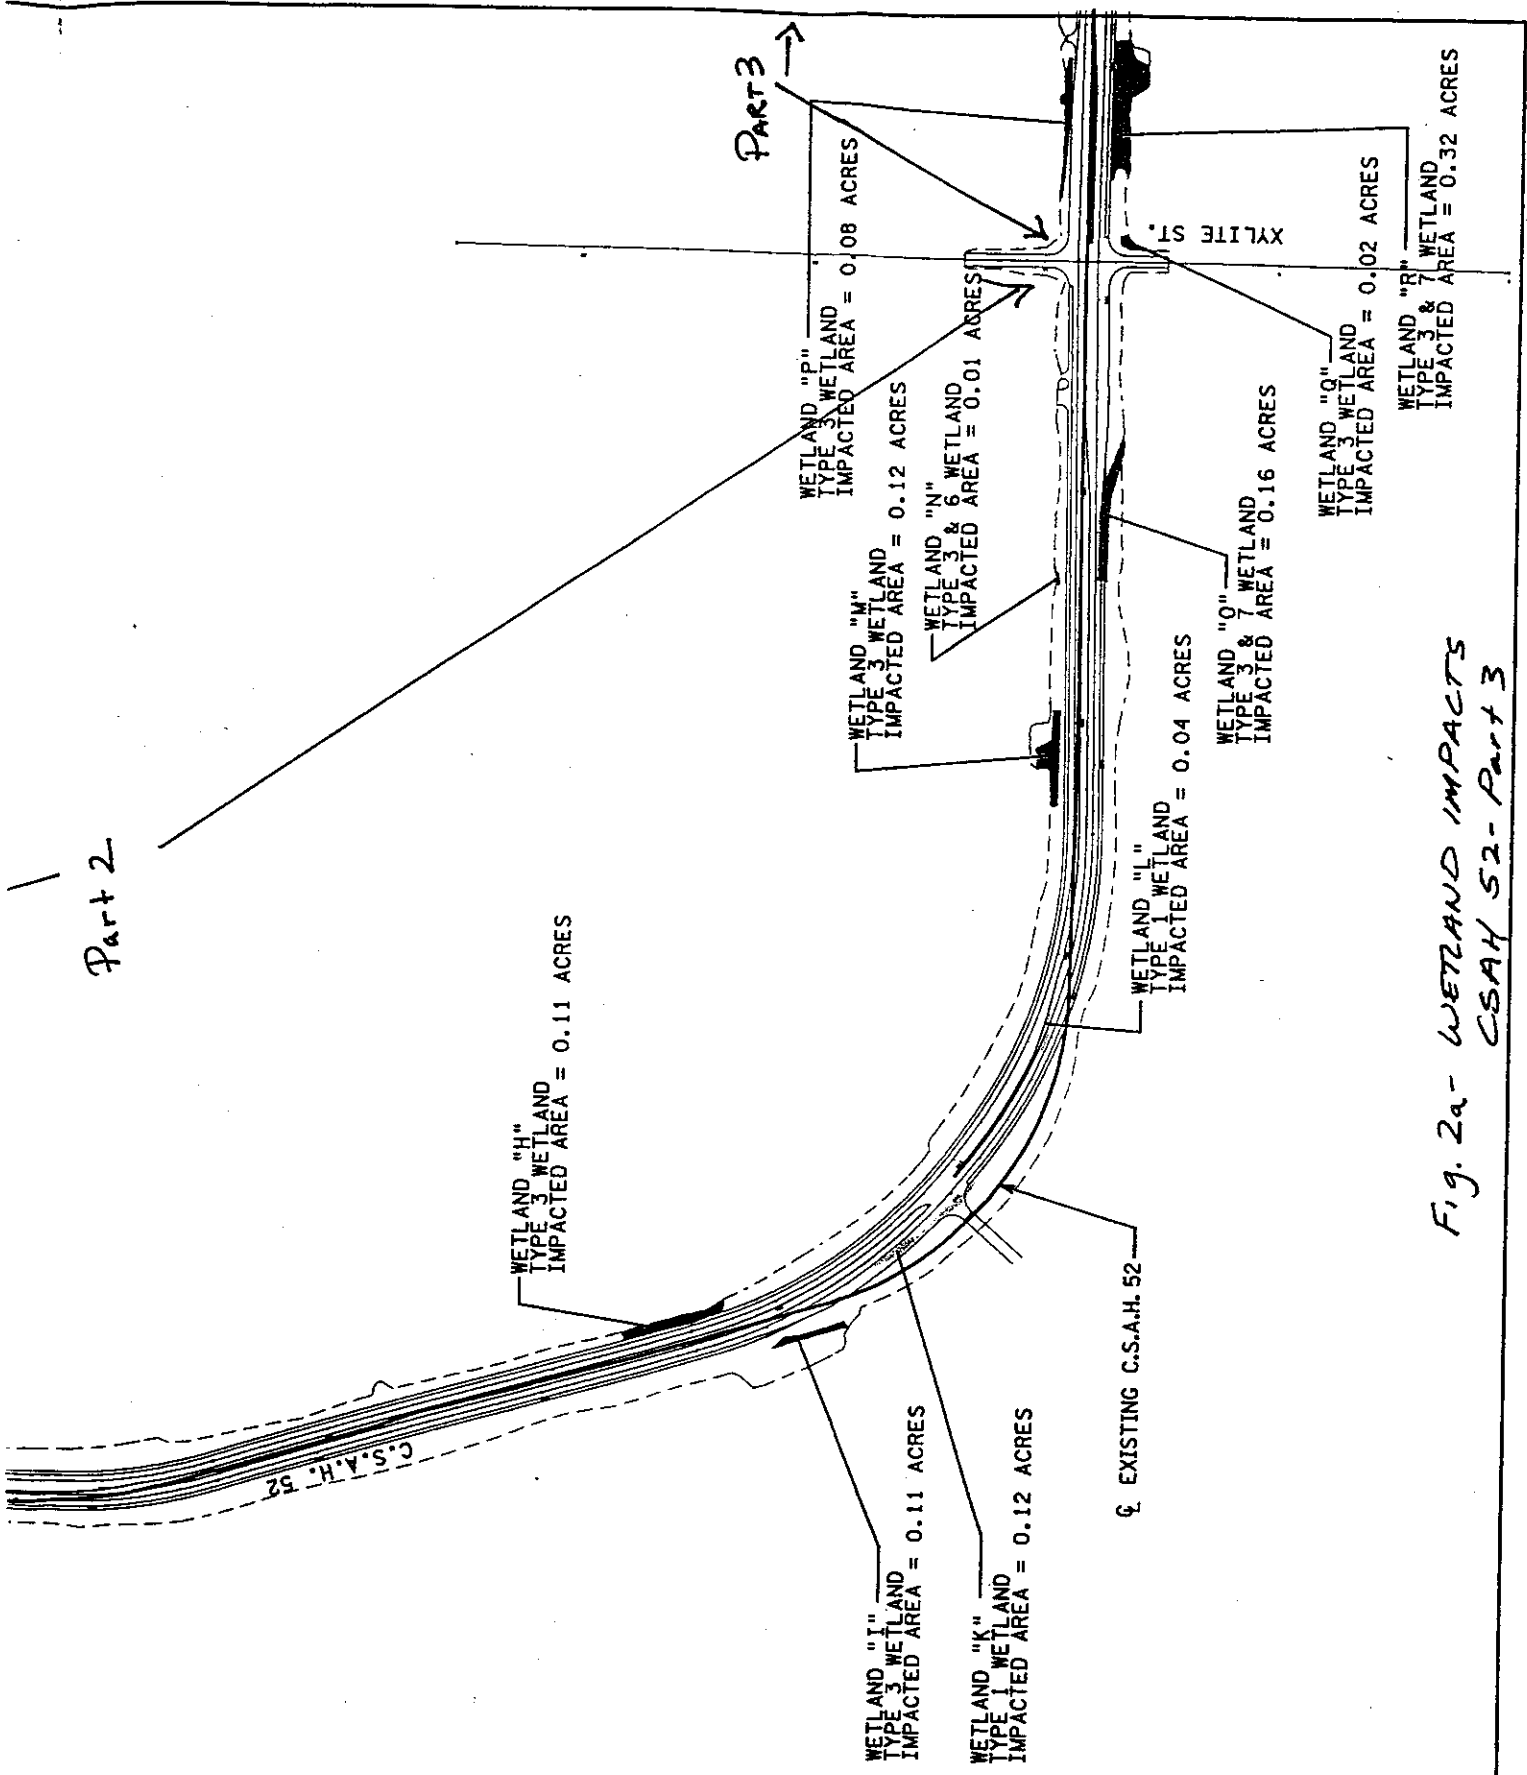 Part 2
PART 3
WETLAND "H"
TYPE 3 WETLAND
IMPACTED AREA = 0.11 ACRES
C.S.A.H. 52
WETLAND "I"
TYPE 3 WETLAND
IMPACTED AREA = 0.11 ACRES
WETLAND "K"
TYPE 1 WETLAND
IMPACTED AREA = 0.12 ACRES
℄ EXISTING C.S.A.H. 52
WETLAND "L"
TYPE 1 WETLAND
IMPACTED AREA = 0.04 ACRES
WETLAND "M"
TYPE 3 WETLAND
IMPACTED AREA = 0.12 ACRES
WETLAND "N"
TYPE 3 & 6 WETLAND
IMPACTED AREA = 0.01 ACRES
WETLAND "O"
TYPE 3 & 7 WETLAND
IMPACTED AREA = 0.16 ACRES
WETLAND "P"
TYPE 3 WETLAND
IMPACTED AREA = 0.08 ACRES
XYLITE ST.
WETLAND "Q"
TYPE 3 WETLAND
IMPACTED AREA = 0.02 ACRES
WETLAND "R"
TYPE 3 & 7 WETLAND
IMPACTED AREA = 0.32 ACRES
Fig. 2a- WETLAND IMPACTS
CSAH 52- Part 3